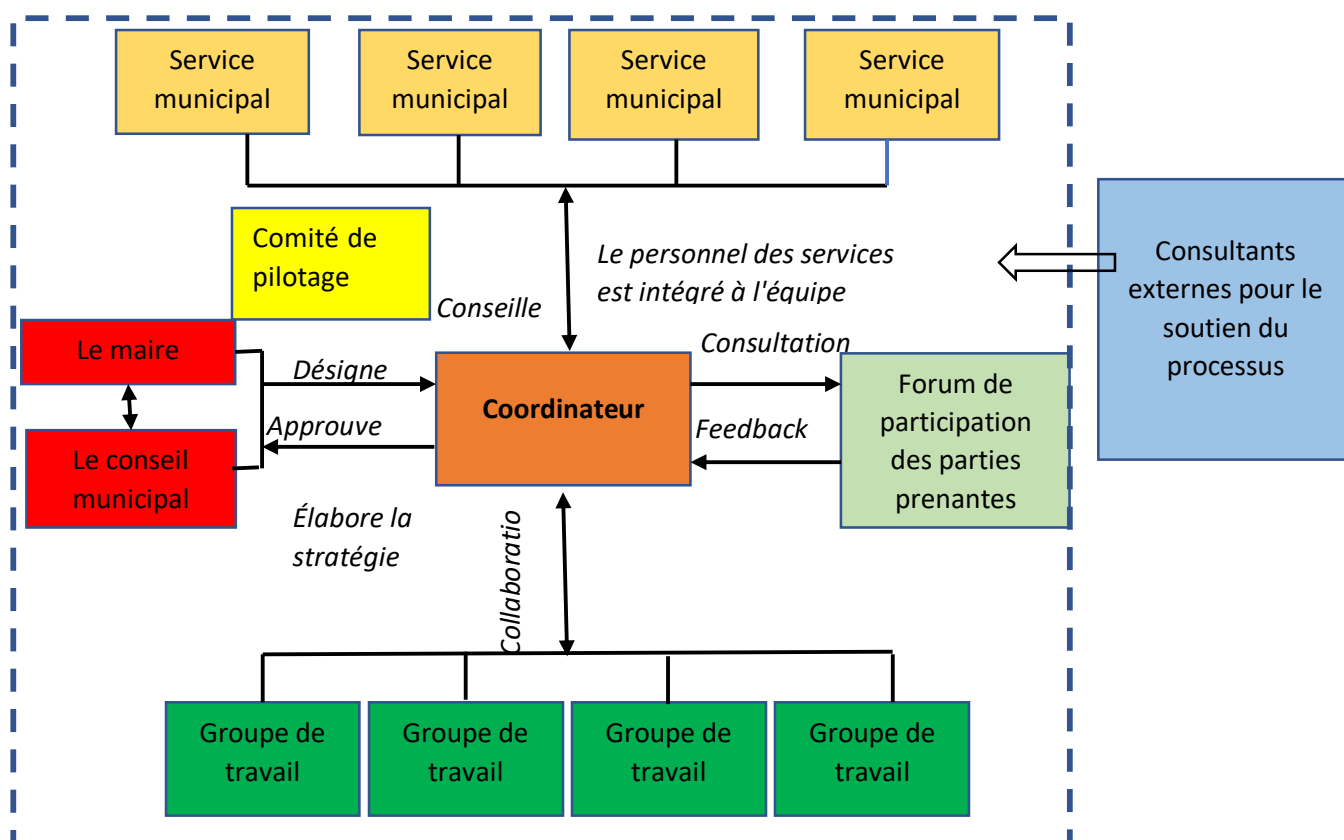 Service
municipal
Service
municipal
Service
municipal
Service
municipal
Comité de
pilotage
Le personnel des services
est intégré à l'équipe
Conseille
Consultants
externes pour le
soutien du
processus
Le maire
Désigne
Consultation
Coordinateur
Forum de
participation
des parties
prenantes
Approuve
Feedback
Le conseil
municipal
Élabore la
stratégie
Collaboratio
Groupe de
travail
Groupe de
travail
Groupe de
travail
Groupe de
travail